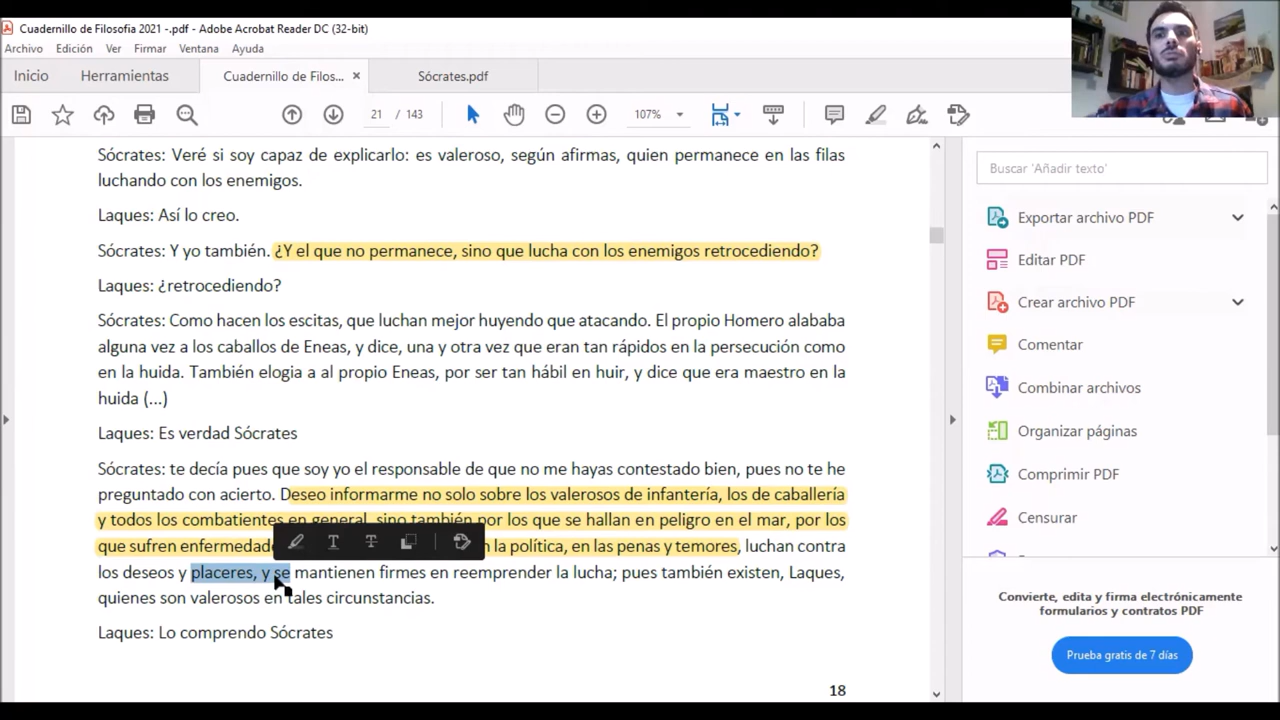 Cuadernillo de Filosofia 2021 -.pdf - Adobe Acrobat Reader DC (32-bit)
Archivo Edición Ver Firmar Ventana Ayuda
Inicio Herramientas Cuadernillo de Filos... × Sócrates.pdf
21 / 143 107%
Sócrates: Veré si soy capaz de explicarlo: es valeroso, según afirmas, quien permanece en las filas
luchando con los enemigos.
Laques: Así lo creo.
Sócrates: Y yo también. ¿Y el que no permanece, sino que lucha con los enemigos retrocediendo?
Laques: ¿retrocediendo?
Sócrates: Como hacen los escitas, que luchan mejor huyendo que atacando. El propio Homero alababa
alguna vez a los caballos de Eneas, y dice, una y otra vez que eran tan rápidos en la persecución como
en la huida. También elogia a al propio Eneas, por ser tan hábil en huir, y dice que era maestro en la
huida (...)
Laques: Es verdad Sócrates
Sócrates: te decía pues que soy yo el responsable de que no me hayas contestado bien, pues no te he
preguntado con acierto. Deseo informarme no solo sobre los valerosos de infantería, los de caballería
y todos los combatientes en general, sino también por los que se hallan en peligro en el mar, por los
que sufren la política, en las penas y temores, luchan contra
los deseos y placeres, y se mantienen firmes en reemprender la lucha; pues también existen, Laques,
quienes son valerosos en tales circunstancias.
Laques: Lo comprendo Sócrates
18
Buscar 'Añadir texto'
Exportar archivo PDF
Editar PDF
Crear archivo PDF
Comentar
Combinar archivos
Organizar páginas
Comprimir PDF
Censurar
Convierte, edita y firma electrónicamente
formularios y contratos PDF
Prueba gratis de 7 días